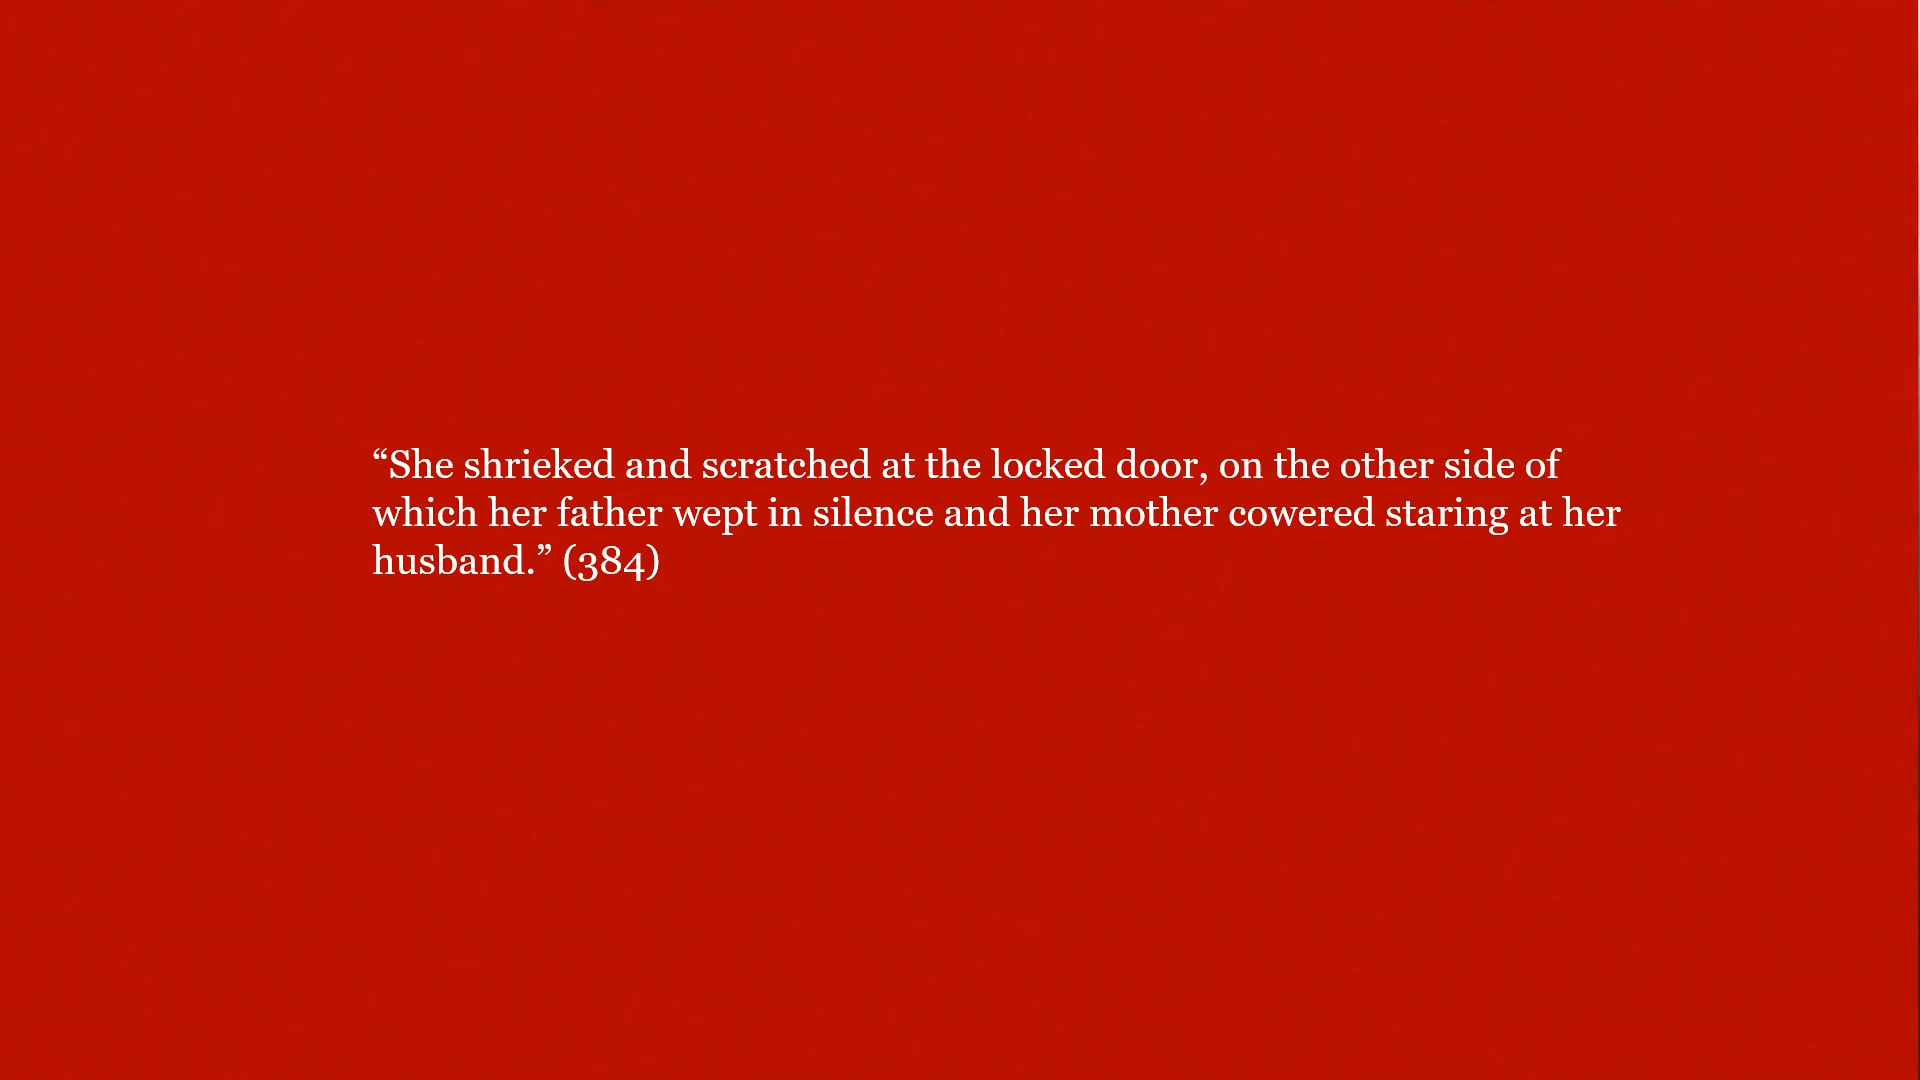 “She shrieked and scratched at the locked door, on the other side of
which her father wept in silence and her mother cowered staring at her
husband.” (384)